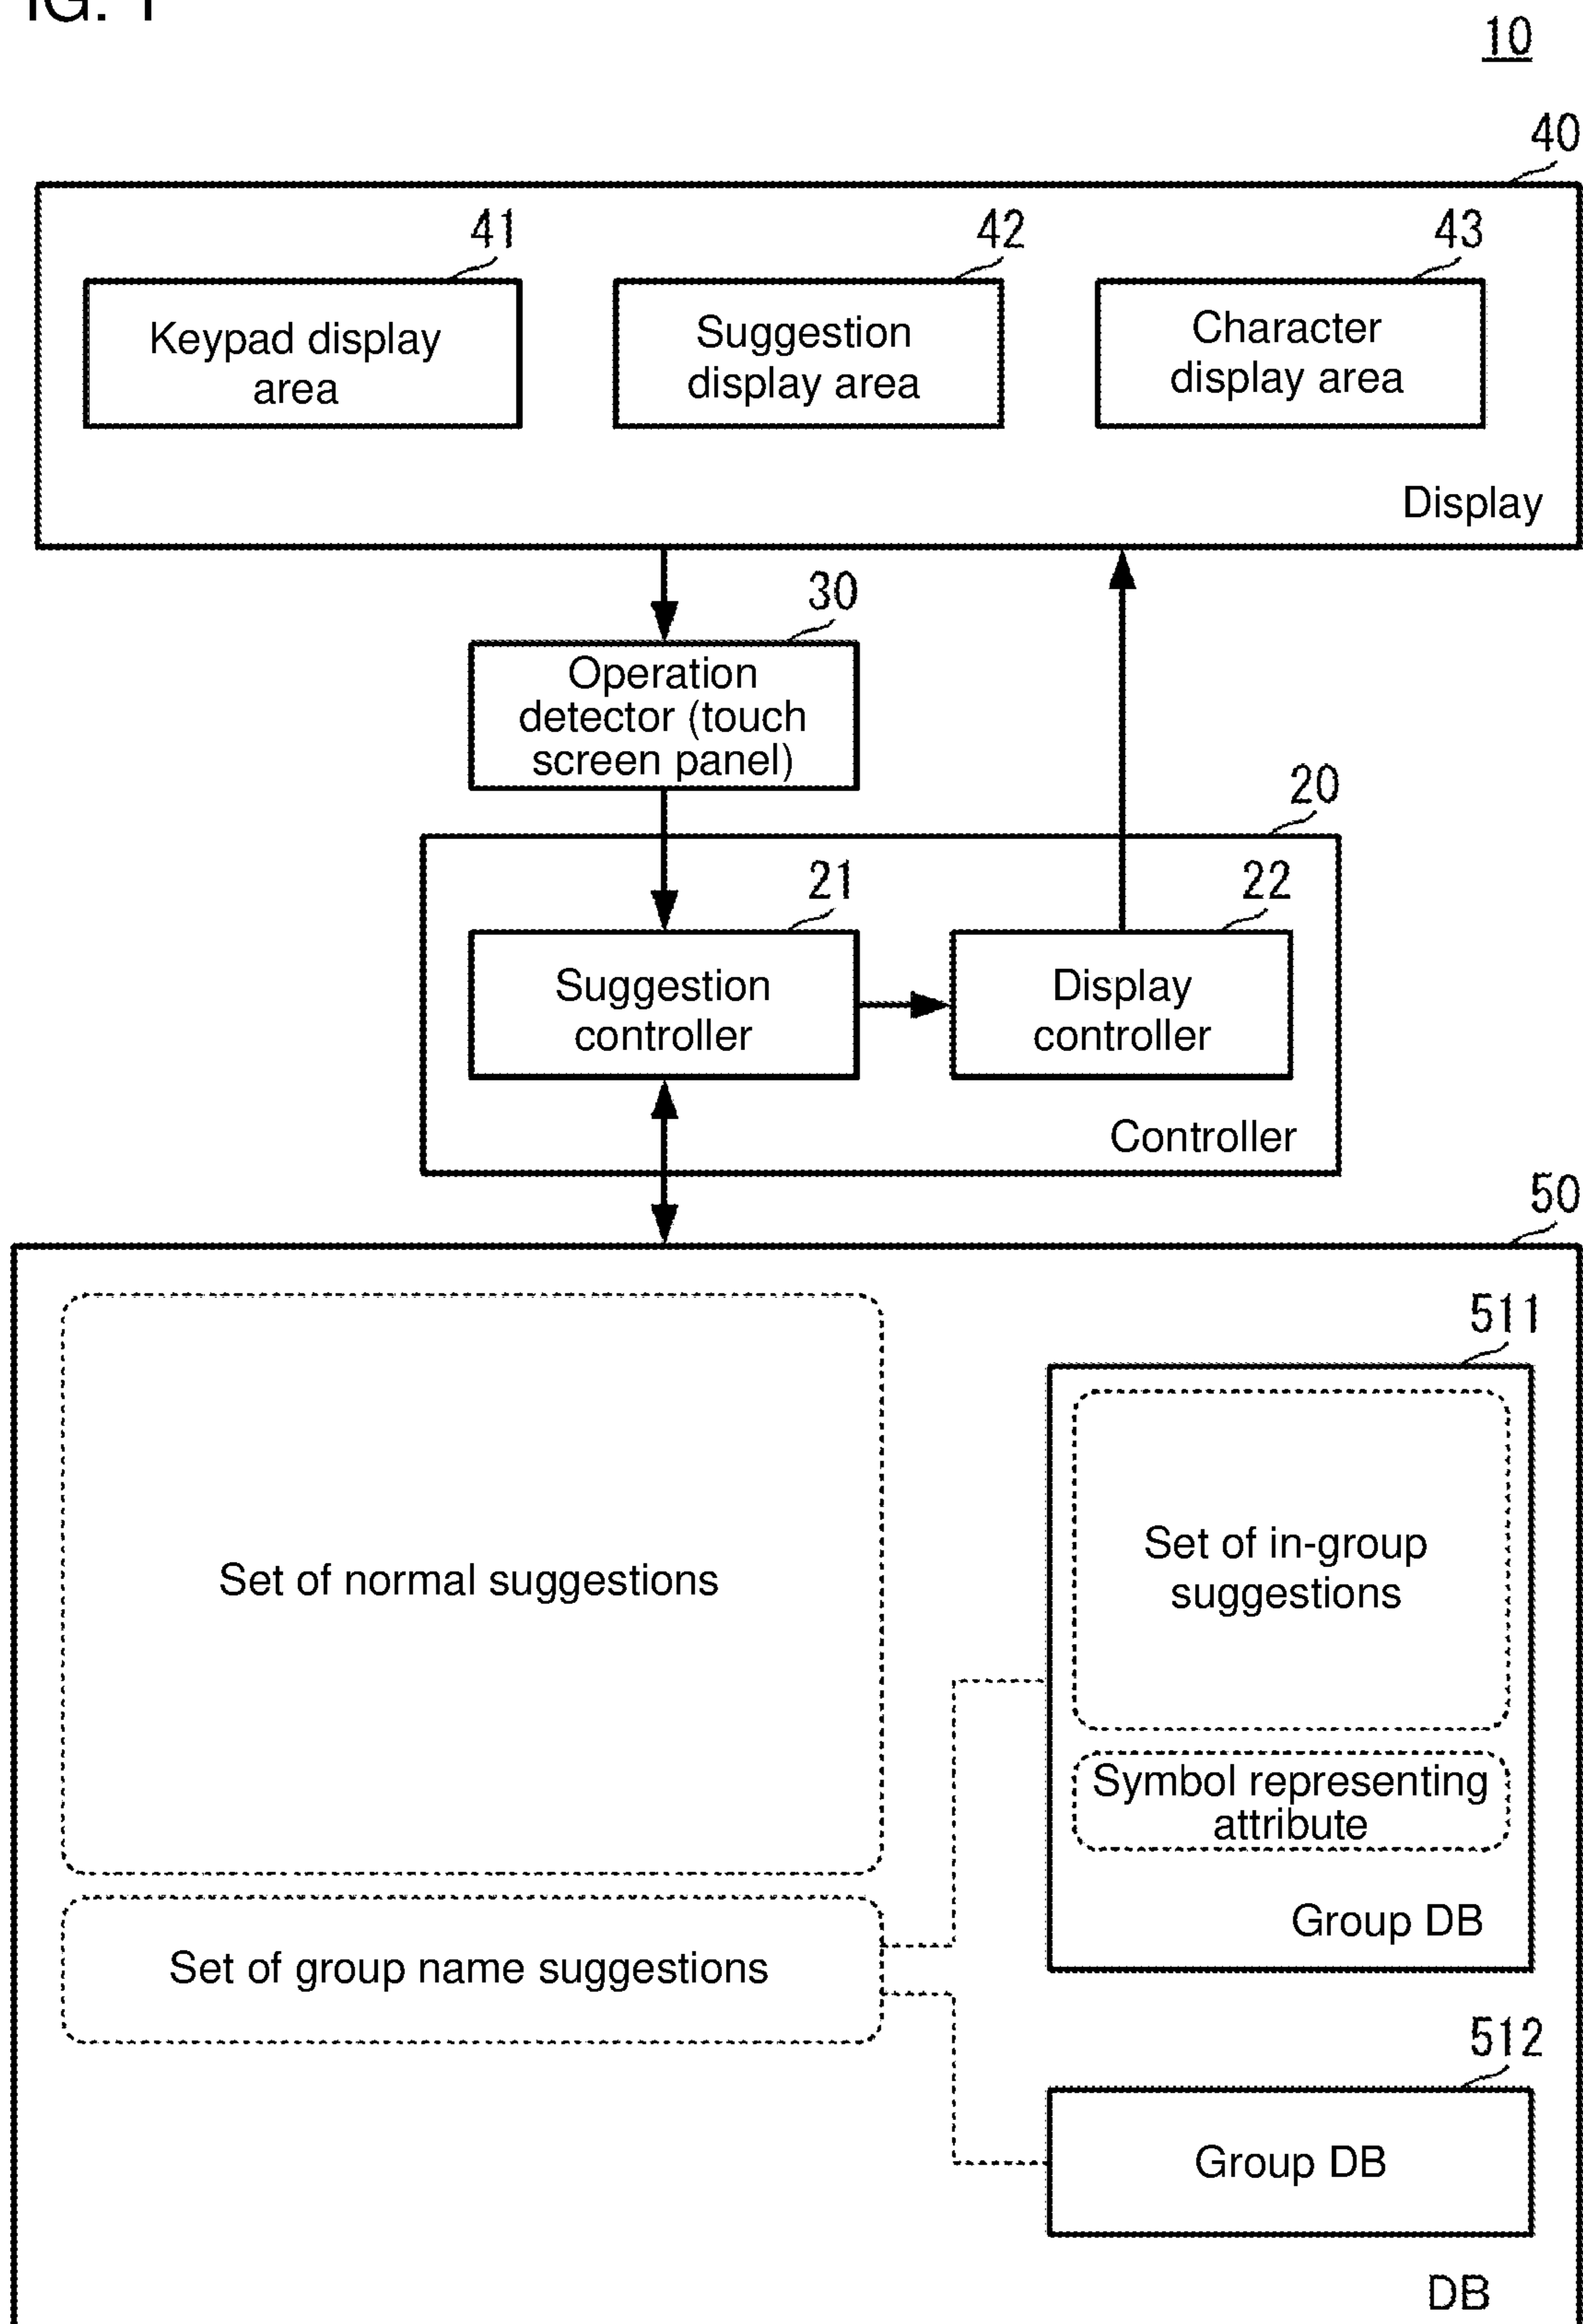 IG. 1
10
40
41
42
43
Keypad display
area
Suggestion
display area
Character
display area
Display
30
Operation
detector (touch
screen panel)
20
21
22
Suggestion
controller
Display
controller
Controller
50
511
Set of normal suggestions
Set of in-group
suggestions
Symbol representing
attribute
Group DB
Set of group name suggestions
512
Group DB
DB